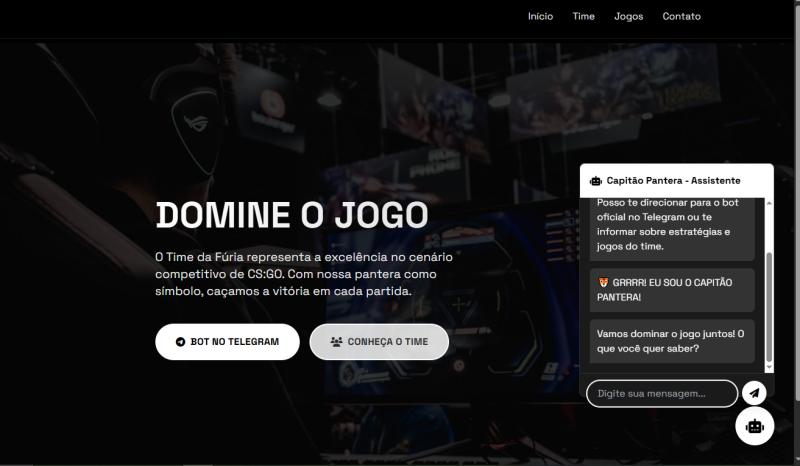 Início Time Jogos Contato
DOMINE O JOGO
O Time da Fúria representa a excelência no cenário
competitivo de CS:GO. Com nossa pantera como
símbolo, caçamos a vitória em cada partida.
BOT NO TELEGRAM
CONHEÇA O TIME
Capitão Pantera - Assistente
Posso te direcionar para o bot
oficial no Telegram ou te
informar sobre estratégias e
jogos do time.
🐯 GRRRR! EU SOU O CAPITÃO
PANTERA!
Vamos dominar o jogo juntos! O
que você quer saber?
Digite sua mensagem...